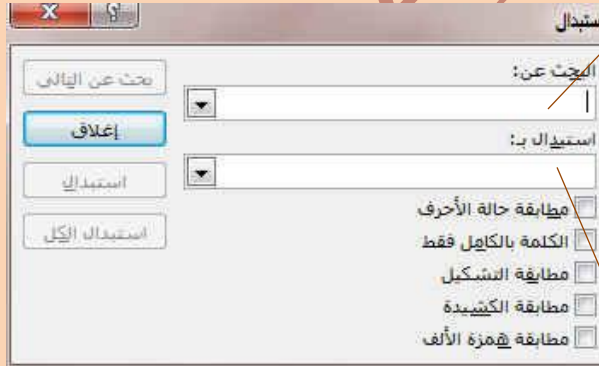 ستبدال
البحث عن:
بحث عن التالي
إغلاق
استبدال بـ:
استبدال
مطابقة حالة الأحرف
استبدال الكل
الكلمة بالكامل فقط
مطابقة التشكيل
مطابقة الكشيدة
مطابقة همزة الألف